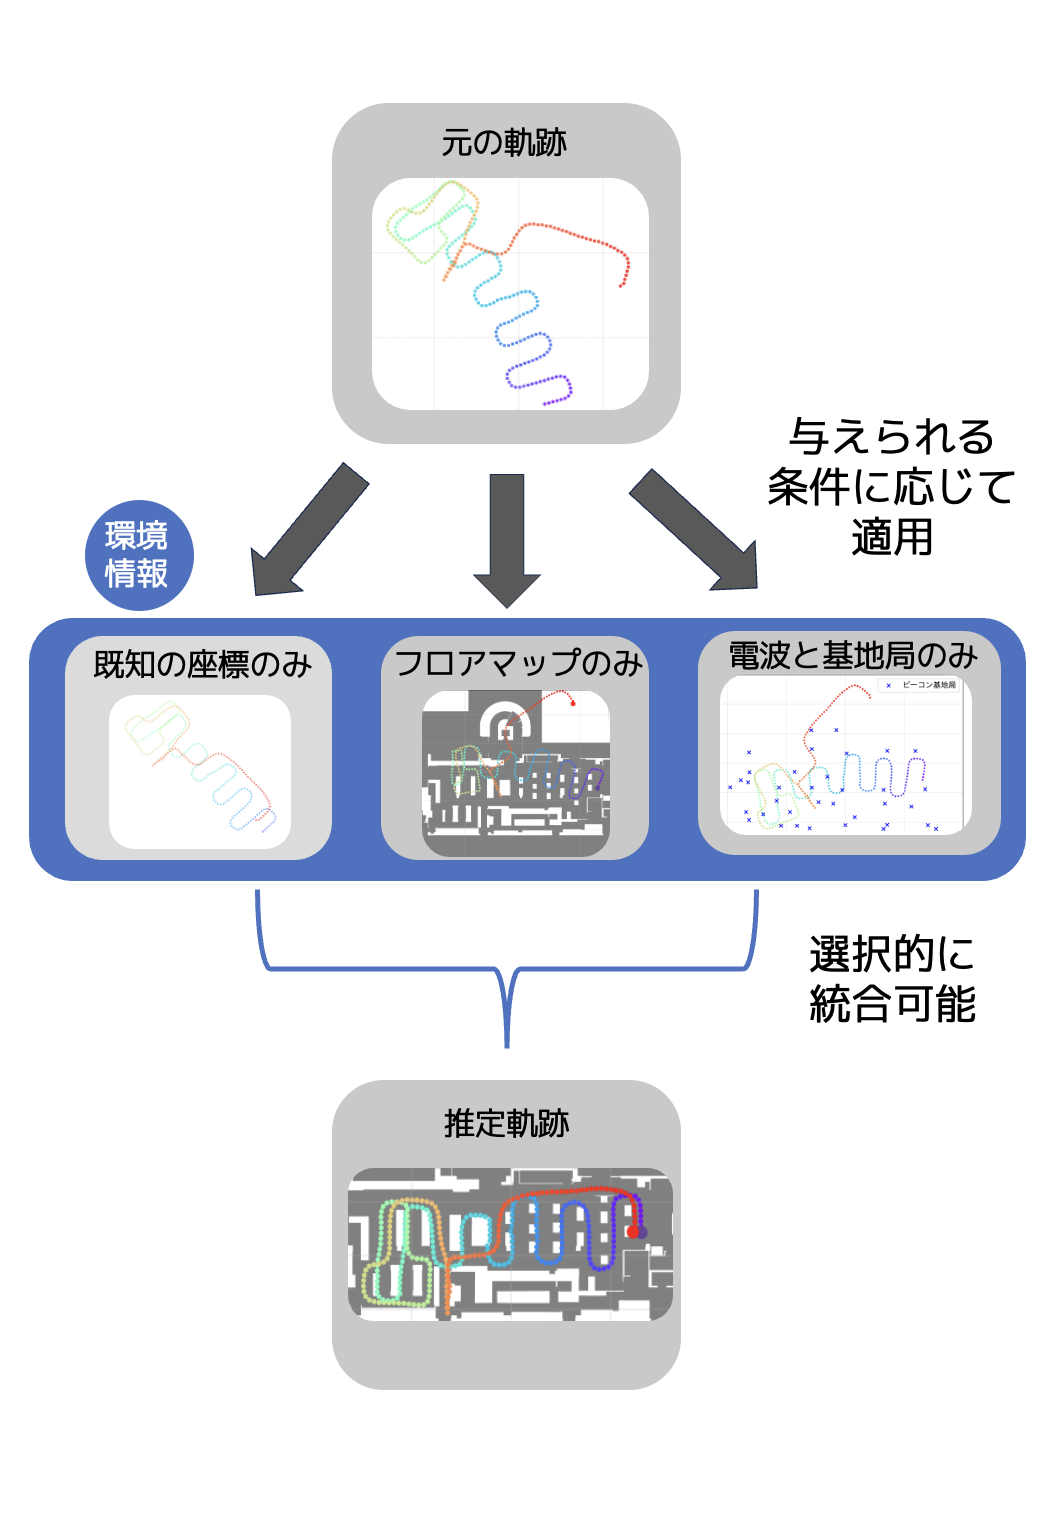 元の軌跡
与えられる
条件に応じて
適用
環境
情報
既知の座標のみ
フロアマップのみ
電波と基地局のみ
ビーコン基地局
選択的に
統合可能
推定軌跡